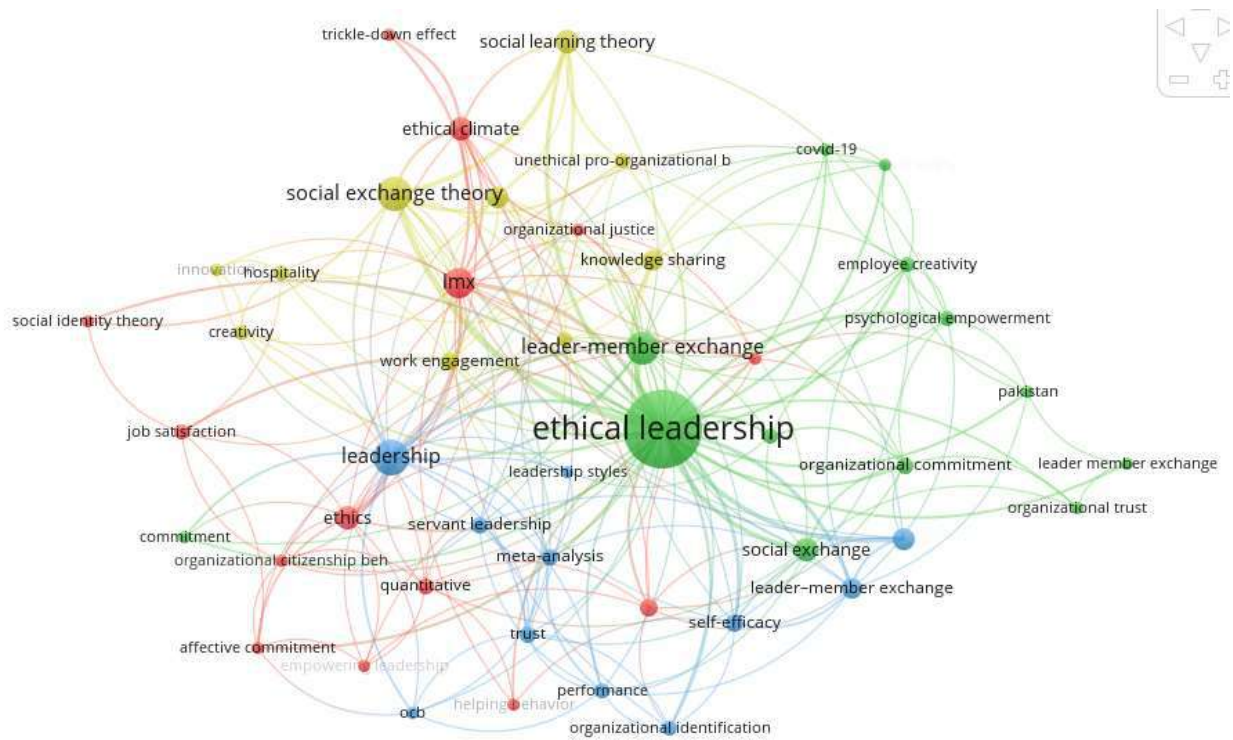 trickle-down effect
social learning theory
ethical climate
covid-19
unethical pro-organizational b
social exchange theory
organizational justice
knowledge sharing
employee creativity
innovation
hospitality
lmx
social identity theory
psychological empowerment
creativity
leader-member exchange
work engagement
pakistan
ethical leadership
job satisfaction
leadership
organizational commitment
leader member exchange
leadership styles
organizational trust
ethics
servant leadership
commitment
social exchange
meta-analysis
organizational citizenship beh
quantitative
leader–member exchange
self-efficacy
trust
affective commitment
empowering leadership
performance
helping behavior
ocb
organizational identification